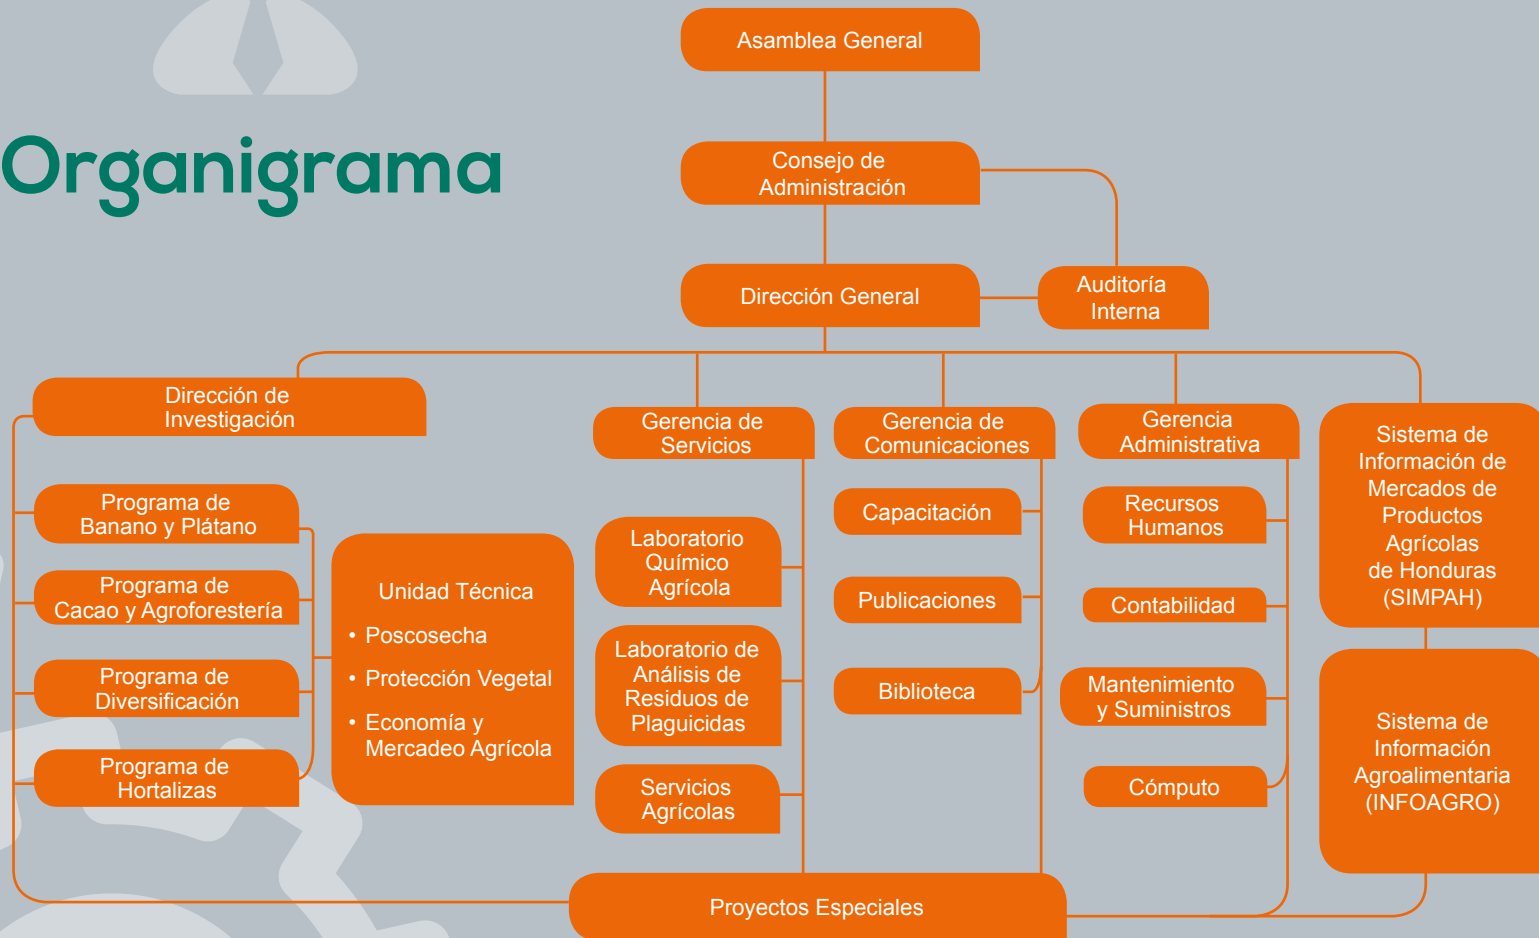 Asamblea General
Organigrama
Consejo de
Administración
Dirección General
Auditoría
Interna
Dirección de
Investigación
Programa de
Banano y Plátano
Programa de
Cacao y Agroforestería
Programa de
Diversificación
Programa de
Hortalizas
Unidad Técnica
• Poscosecha
• Protección Vegetal
• Economía y
Mercadeo Agrícola
Gerencia de
Servicios
Laboratorio
Químico
Agrícola
Laboratorio de
Análisis de
Residuos de
Plaguicidas
Servicios
Agrícolas
Gerencia de
Comunicaciones
Capacitación
Publicaciones
Biblioteca
Gerencia
Administrativa
Recursos
Humanos
Contabilidad
Mantenimiento
y Suministros
Cómputo
Sistema de
Información de
Mercados de
Productos
Agrícolas
de Honduras
(SIMPAH)
Sistema de
Información
Agroalimentaria
(INFOAGRO)
Proyectos Especiales